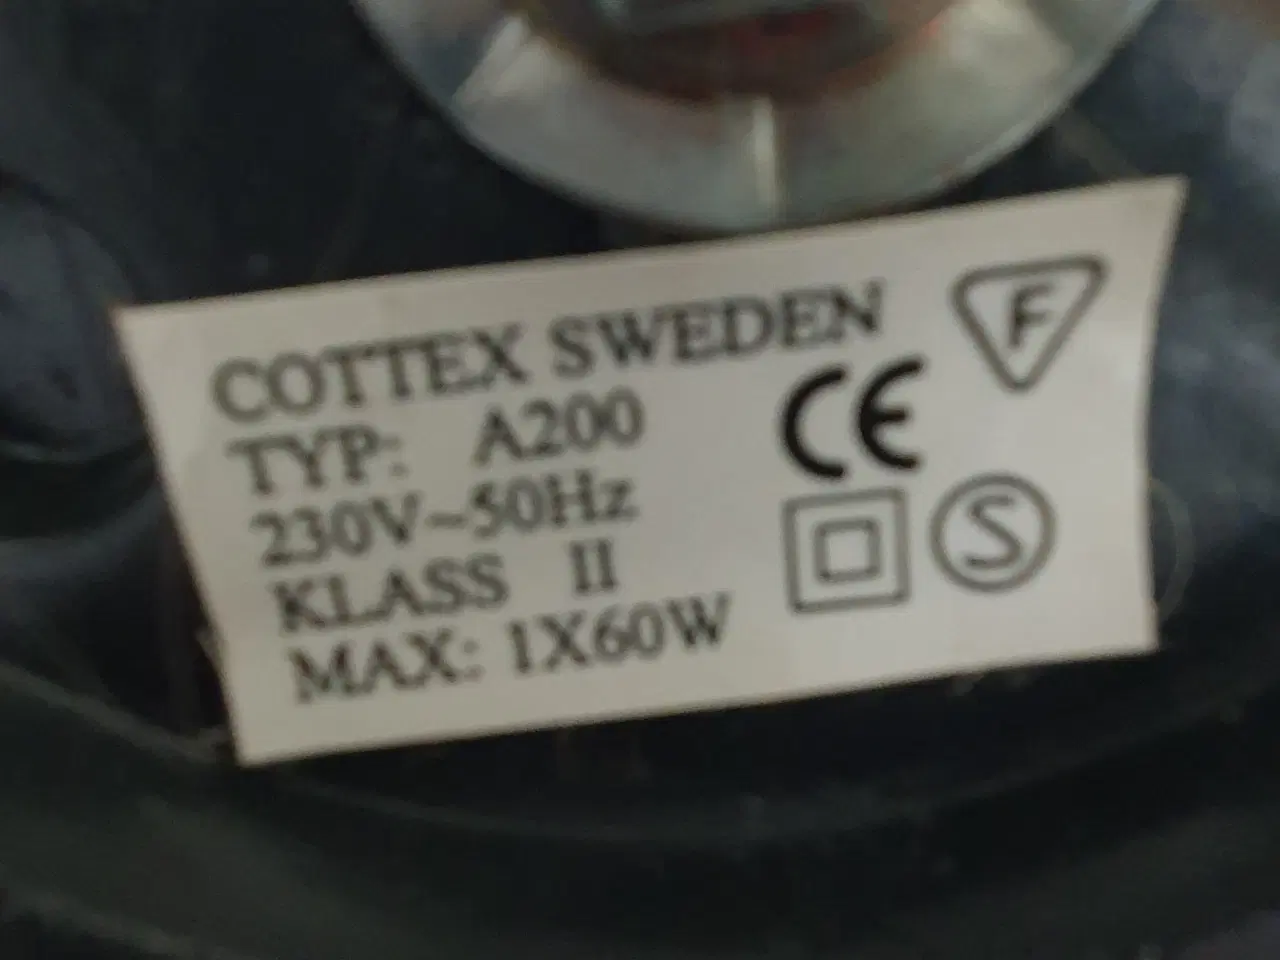 COTTEX SWEDEN
F
TYP: A200
CE
230V~50Hz
KLASS II
S
MAX: 1X60W